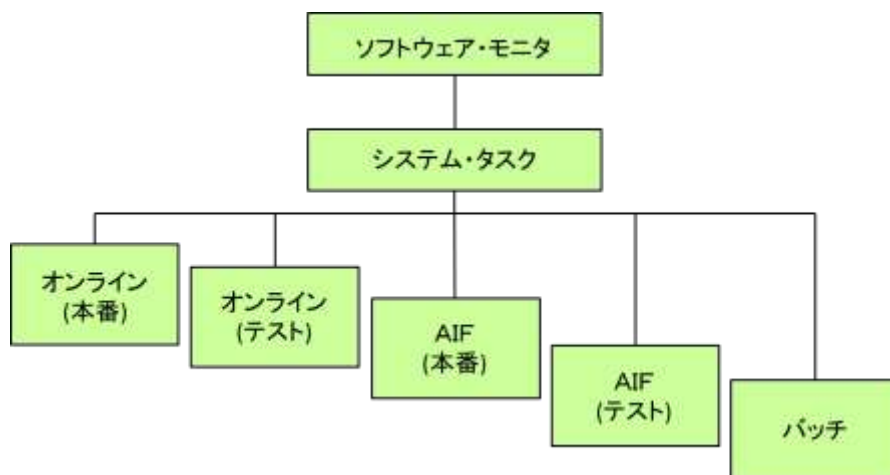 ソフトウェア・モニタ
システム・タスク
オンライン
(本番)
オンライン
(テスト)
AIF
(本番)
AIF
(テスト)
バッチ